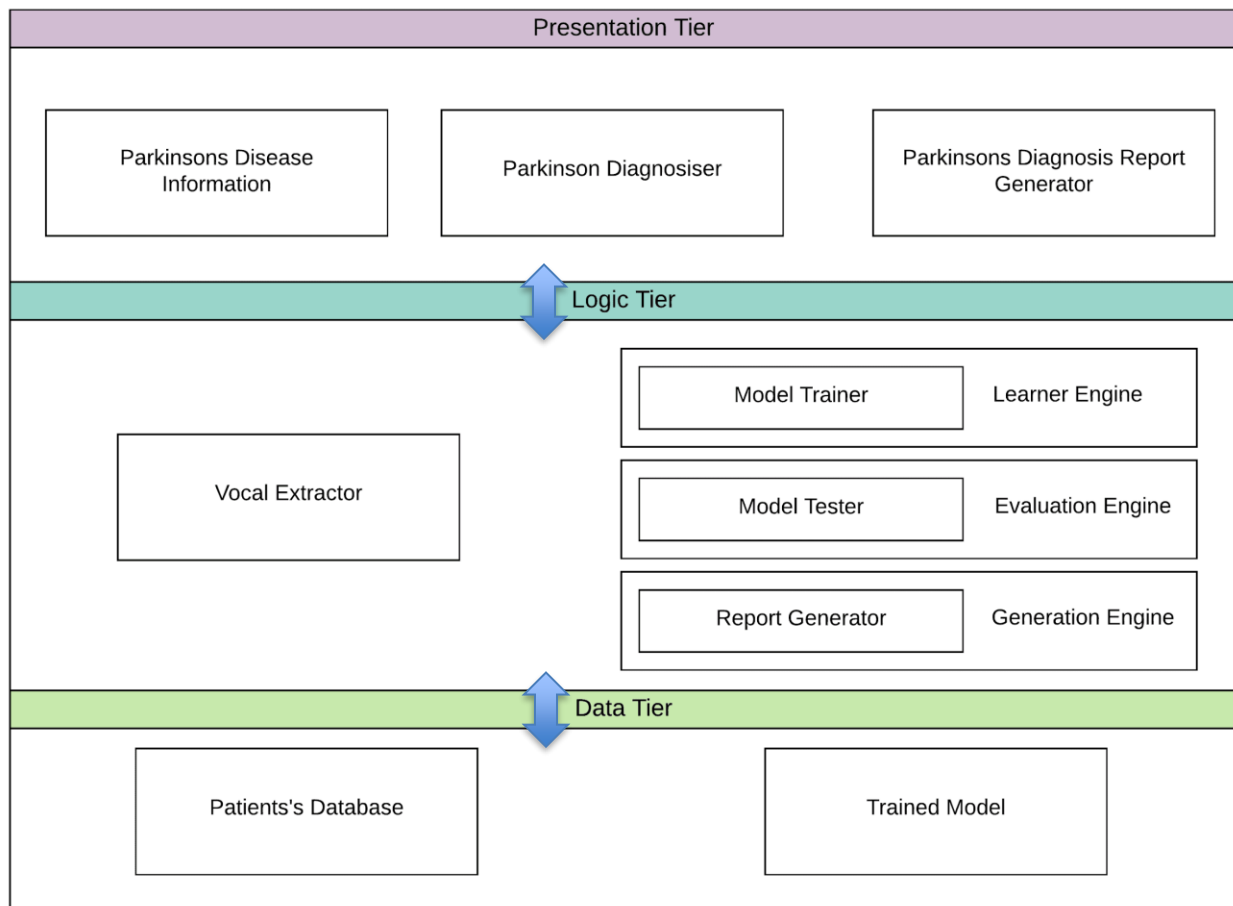 Presentation Tier
Parkinsons Disease
Information
Parkinson Diagnosiser
Parkinsons Diagnosis Report
Generator
Logic Tier
Vocal Extractor
Model Trainer
Learner Engine
Model Tester
Evaluation Engine
Report Generator
Generation Engine
Data Tier
Patients's Database
Trained Model